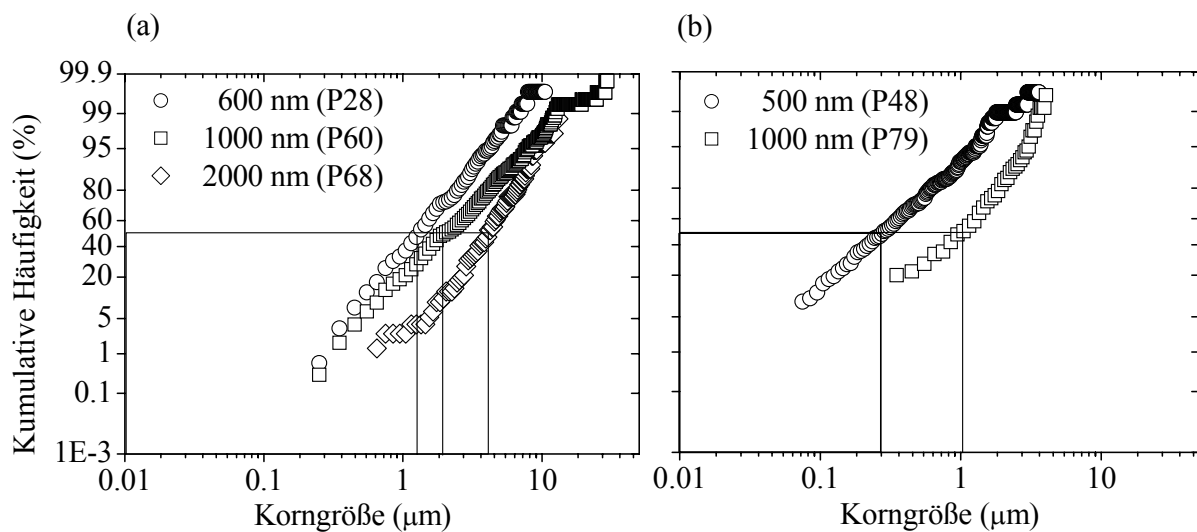 (a)
99.9
99
95
80
60
40
20
5
1
0.1
1E-3
Kumulative Häufigkeit (%)
600 nm (P28)
1000 nm (P60)
2000 nm (P68)
0.01
0.1
1
10
Korngröße (µm)
(b)
500 nm (P48)
1000 nm (P79)
0.01
0.1
1
10
Korngröße (µm)